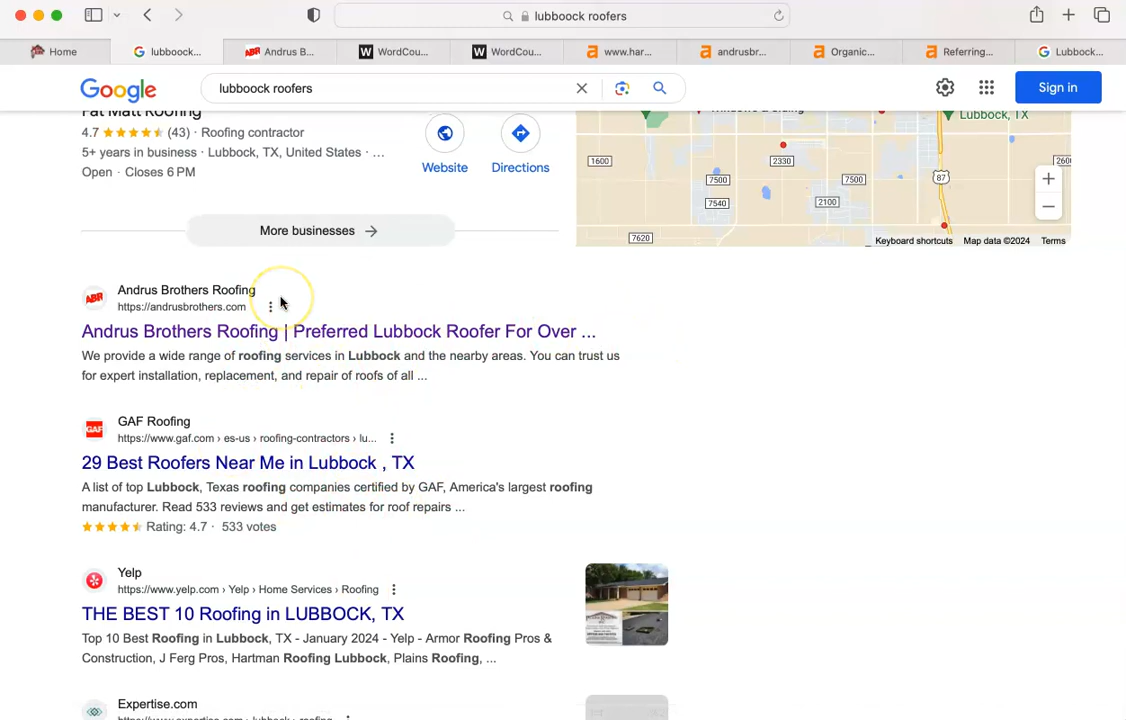 lubboock roofers
Home
lubboock...
Andrus B...
WordCou...
WordCou...
www.har...
andrusbr...
Organic...
Referring...
Lubbock...
Google
lubboock roofers
Sign in
Fat Matt Roofing
4.7 (43) · Roofing contractor
5+ years in business · Lubbock, TX, United States · ...
Open · Closes 6 PM
Website
Directions
Lubbock, TX
1600
2330
2600
7500
7500
87
7540
2100
7620
Keyboard shortcuts Map data ©2024 Terms
More businesses
ABR
Andrus Brothers Roofing
https://andrusbrothers.com
Andrus Brothers Roofing | Preferred Lubbock Roofer For Over ...
We provide a wide range of roofing services in Lubbock and the nearby areas. You can trust us
for expert installation, replacement, and repair of roofs of all ...
GAF
GAF Roofing
https://www.gaf.com › es-us › roofing-contractors › lu...
29 Best Roofers Near Me in Lubbock , TX
A list of top Lubbock, Texas roofing companies certified by GAF, America's largest roofing
manufacturer. Read 533 reviews and get estimates for roof repairs ...
Rating: 4.7 · 533 votes
Yelp
https://www.yelp.com › Yelp › Home Services › Roofing
THE BEST 10 Roofing in LUBBOCK, TX
Top 10 Best Roofing in Lubbock, TX - January 2024 - Yelp - Armor Roofing Pros &
Construction, J Ferg Pros, Hartman Roofing Lubbock, Plains Roofing, ...
Expertise.com